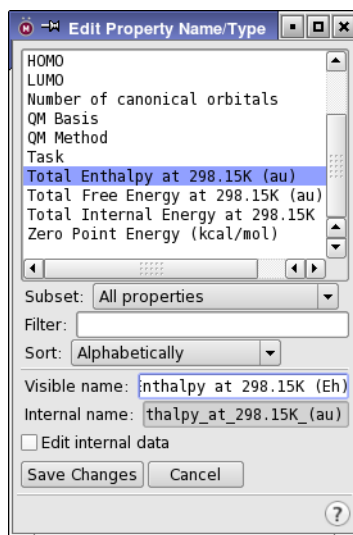 Edit Property Name/Type
HOMO
LUMO
Number of canonical orbitals
QM Basis
QM Method
Task
Total Enthalpy at 298.15K (au)
Total Free Energy at 298.15K (au)
Total Internal Energy at 298.15K
Zero Point Energy (kcal/mol)
Subset: All properties
Filter:
Sort: Alphabetically
Visible name: nthalpy at 298.15K (Eh)
Internal name: thalpy_at_298.15K_(au)
Edit internal data
Save Changes Cancel
?